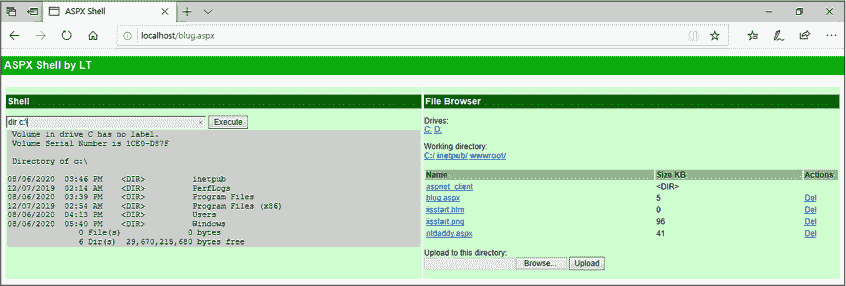 ASPX Shell
localhost/blug.aspx
ASPX Shell by LT
Shell
dir c:\
Execute
Volume in drive C has no label.
Volume Serial Number is 1CE0-D87F
Directory of c:\
08/06/2020 03:46 PM <DIR> inetpub
12/07/2019 02:14 AM <DIR> PerfLogs
08/06/2020 03:39 PM <DIR> Program Files
12/07/2019 02:54 AM <DIR> Program Files (x86)
08/06/2020 04:13 PM <DIR> Users
08/06/2020 05:40 PM <DIR> Windows
0 File(s) 0 bytes
6 Dir(s) 29,670,215,680 bytes free
File Browser
Drives:
C: D:
Working directory:
C:/ inetpub/ wwwroot/
Name Size KB Actions
aspnet_client <DIR>
blug.aspx 5 Del
iisstart.htm 0 Del
iisstart.png 96 Del
ntdaddy.aspx 41 Del
Upload to this directory:
Browse... Upload